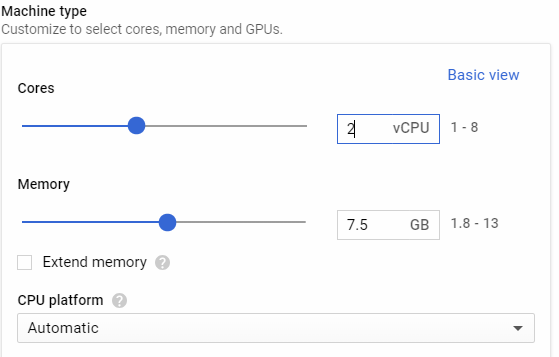 Machine type
Customize to select cores, memory and GPUs.
Basic view
Cores
2 vCPU 1 - 8
Memory
7.5 GB 1.8 - 13
Extend memory ?
CPU platform ?
Automatic